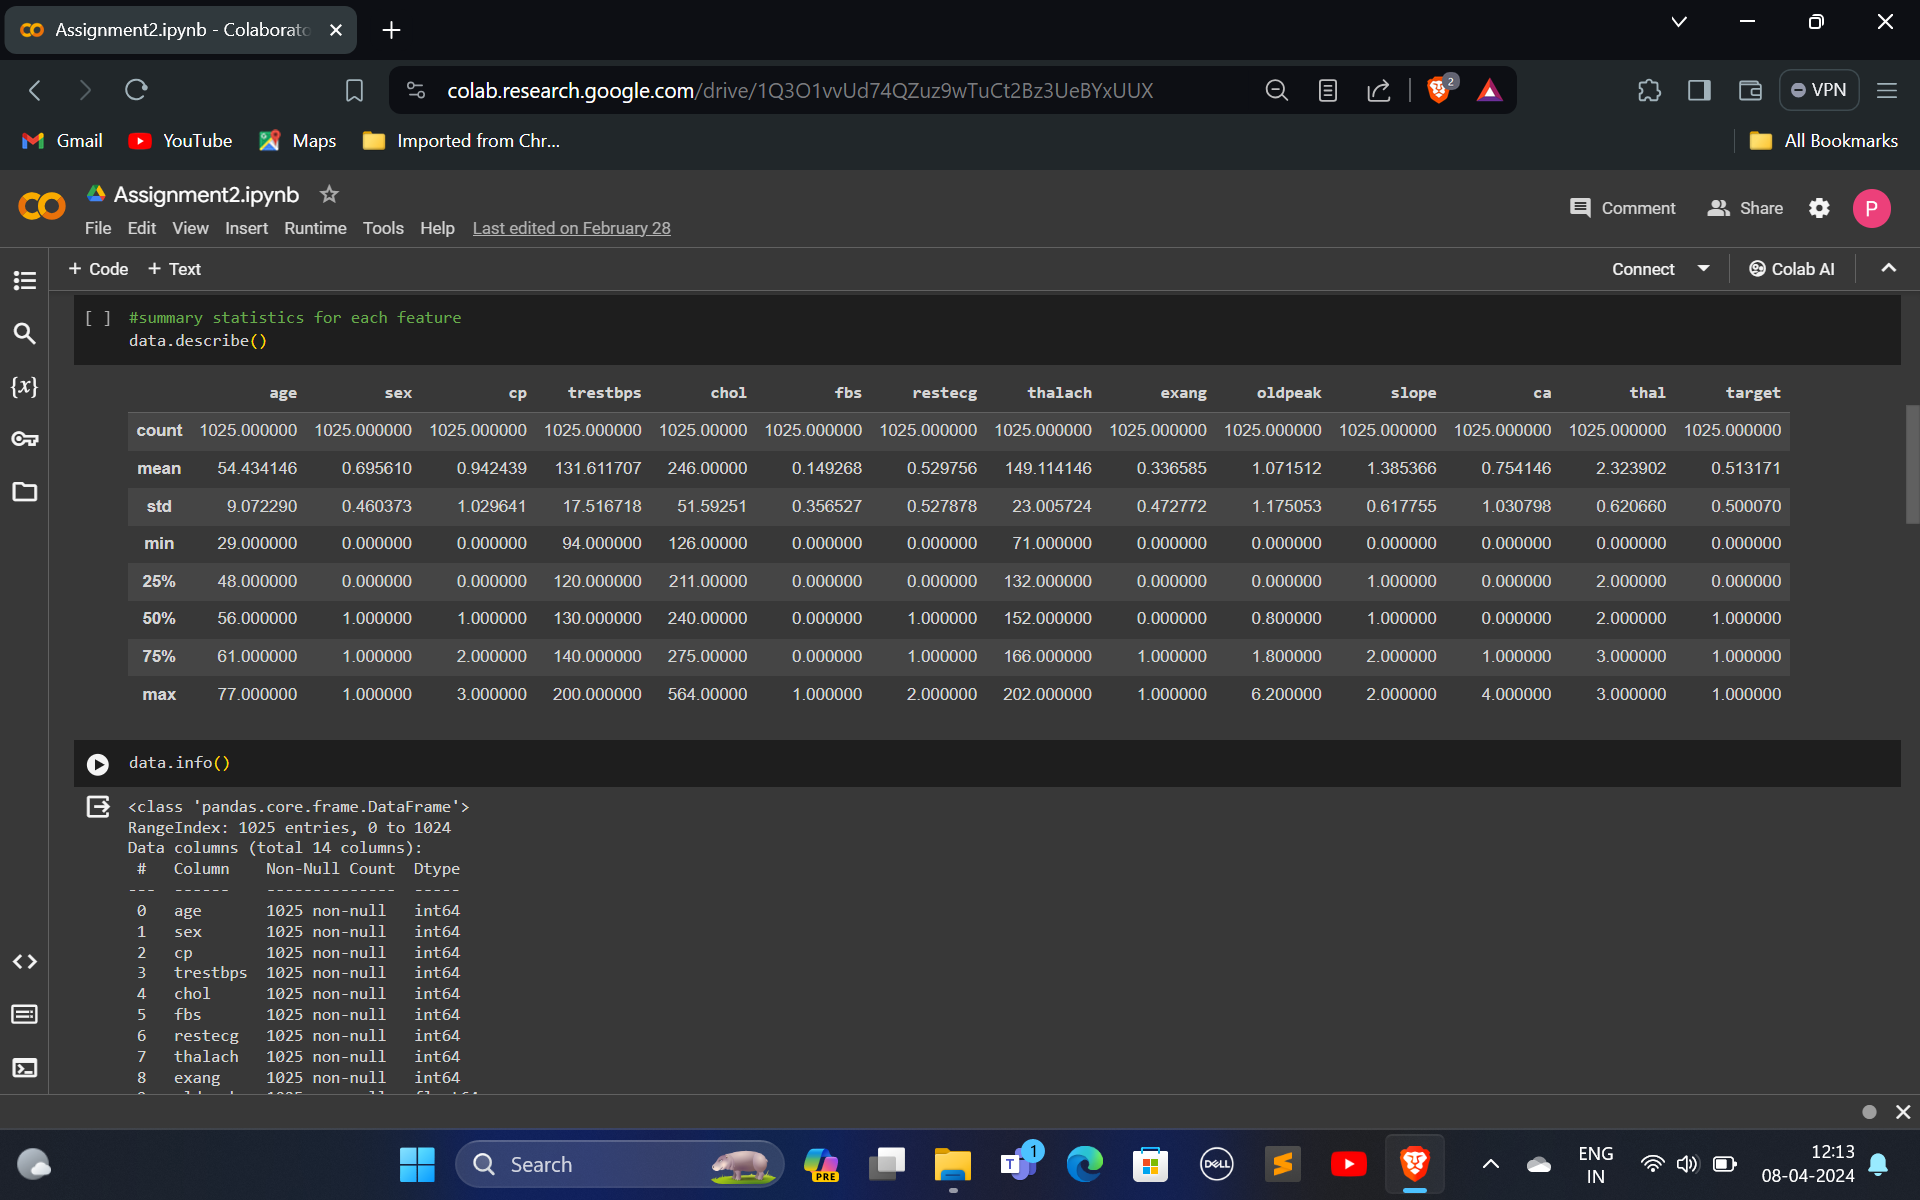 Assignment2.ipynb - Colaborato
colab.research.google.com/drive/1Q3O1vvUd74QZuz9wTuCt2Bz3UeBYxUUX
2
VPN
Gmail YouTube Maps Imported from Chr... All Bookmarks
Assignment2.ipynb
Comment Share P
File Edit View Insert Runtime Tools Help Last edited on February 28
+ Code + Text Connect Colab AI
[ ] #summary statistics for each feature
data.describe()
age sex cp trestbps chol fbs restecg thalach exang oldpeak slope ca thal target
count 1025.000000 1025.000000 1025.000000 1025.000000 1025.00000 1025.000000 1025.000000 1025.000000 1025.000000 1025.000000 1025.000000 1025.000000 1025.000000 1025.000000
mean 54.434146 0.695610 0.942439 131.611707 246.00000 0.149268 0.529756 149.114146 0.336585 1.071512 1.385366 0.754146 2.323902 0.513171
std 9.072290 0.460373 1.029641 17.516718 51.59251 0.356527 0.527878 23.005724 0.472772 1.175053 0.617755 1.030798 0.620660 0.500070
min 29.000000 0.000000 0.000000 94.000000 126.00000 0.000000 0.000000 71.000000 0.000000 0.000000 0.000000 0.000000 0.000000 0.000000
25% 48.000000 0.000000 0.000000 120.000000 211.00000 0.000000 0.000000 132.000000 0.000000 0.000000 1.000000 0.000000 2.000000 0.000000
50% 56.000000 1.000000 1.000000 130.000000 240.00000 0.000000 1.000000 152.000000 0.000000 0.800000 1.000000 0.000000 2.000000 1.000000
75% 61.000000 1.000000 2.000000 140.000000 275.00000 0.000000 1.000000 166.000000 1.000000 1.800000 2.000000 1.000000 3.000000 1.000000
max 77.000000 1.000000 3.000000 200.000000 564.00000 1.000000 2.000000 202.000000 1.000000 6.200000 2.000000 4.000000 3.000000 1.000000
data.info()
<class 'pandas.core.frame.DataFrame'>
RangeIndex: 1025 entries, 0 to 1024
Data columns (total 14 columns):
# Column Non-Null Count Dtype
--- ------ -------------- -----
0 age 1025 non-null int64
1 sex 1025 non-null int64
2 cp 1025 non-null int64
3 trestbps 1025 non-null int64
4 chol 1025 non-null int64
5 fbs 1025 non-null int64
6 restecg 1025 non-null int64
7 thalach 1025 non-null int64
8 exang 1025 non-null int64
{x}
Search
PRE
T
1
DELL
ENG
IN
12:13
08-04-2024